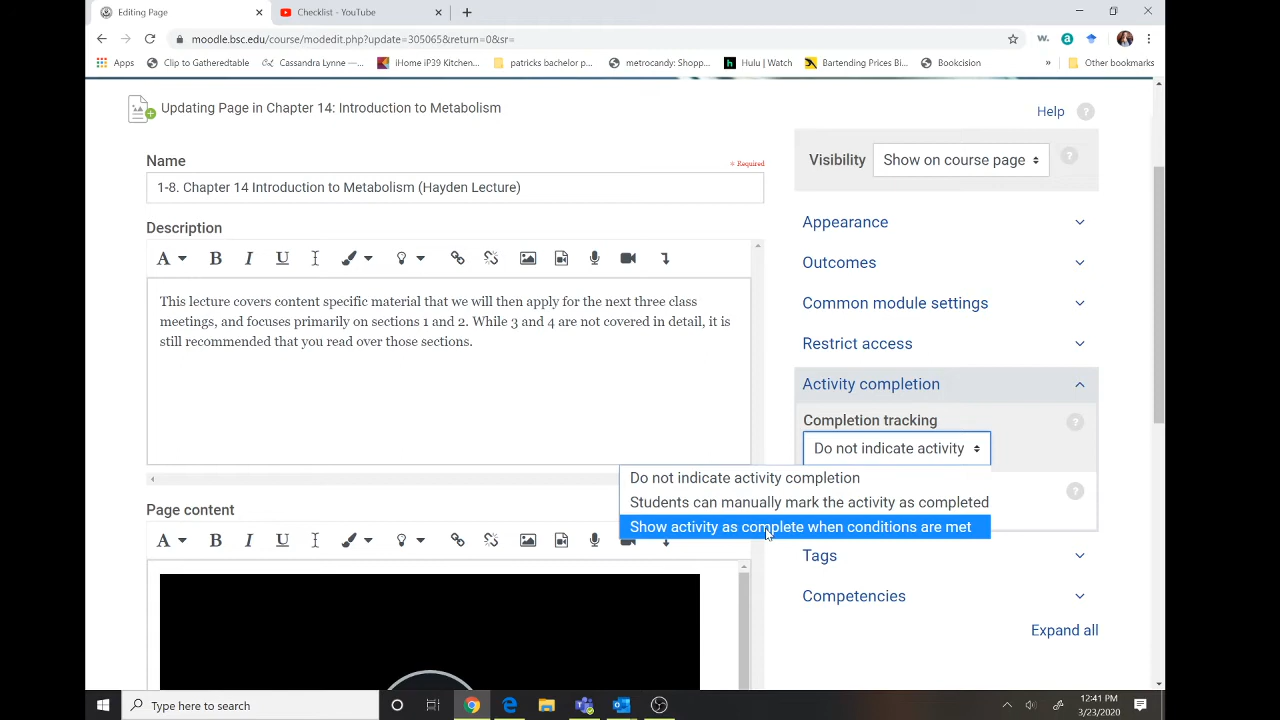 Editing Page
Checklist - YouTube
moodle.bsc.edu/course/modedit.php?update=305065&return=0&sr=
Apps
Clip to Gatheredtable
Cassandra Lynne —...
iHome iP39 Kitchen...
patricks bachelor p...
metrocandy: Shopp...
Hulu | Watch
Bartending Prices Bi...
Bookcision
»
Other bookmarks
Updating Page in Chapter 14: Introduction to Metabolism
Help
Name
* Required
1-8. Chapter 14 Introduction to Metabolism (Hayden Lecture)
Description
This lecture covers content specific material that we will then apply for the next three class
meetings, and focuses primarily on sections 1 and 2. While 3 and 4 are not covered in detail, it is
still recommended that you read over those sections.
Page content
Visibility
Show on course page
Appearance
Outcomes
Common module settings
Restrict access
Activity completion
Completion tracking
Do not indicate activity
Do not indicate activity completion
Students can manually mark the activity as completed
Show activity as complete when conditions are met
Tags
Competencies
Expand all
Type here to search
12:41 PM
3/23/2020